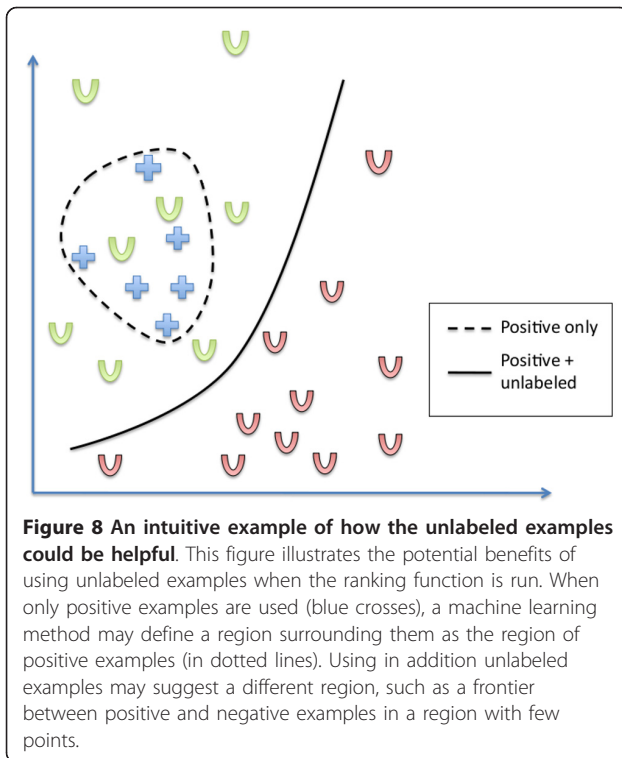 Positive only
Positive +
unlabeled
Figure 8 An intuitive example of how the unlabeled examples
could be helpful. This figure illustrates the potential benefits of
using unlabeled examples when the ranking function is run. When
only positive examples are used (blue crosses), a machine learning
method may define a region surrounding them as the region of
positive examples (in dotted lines). Using in addition unlabeled
examples may suggest a different region, such as a frontier
between positive and negative examples in a region with few
points.